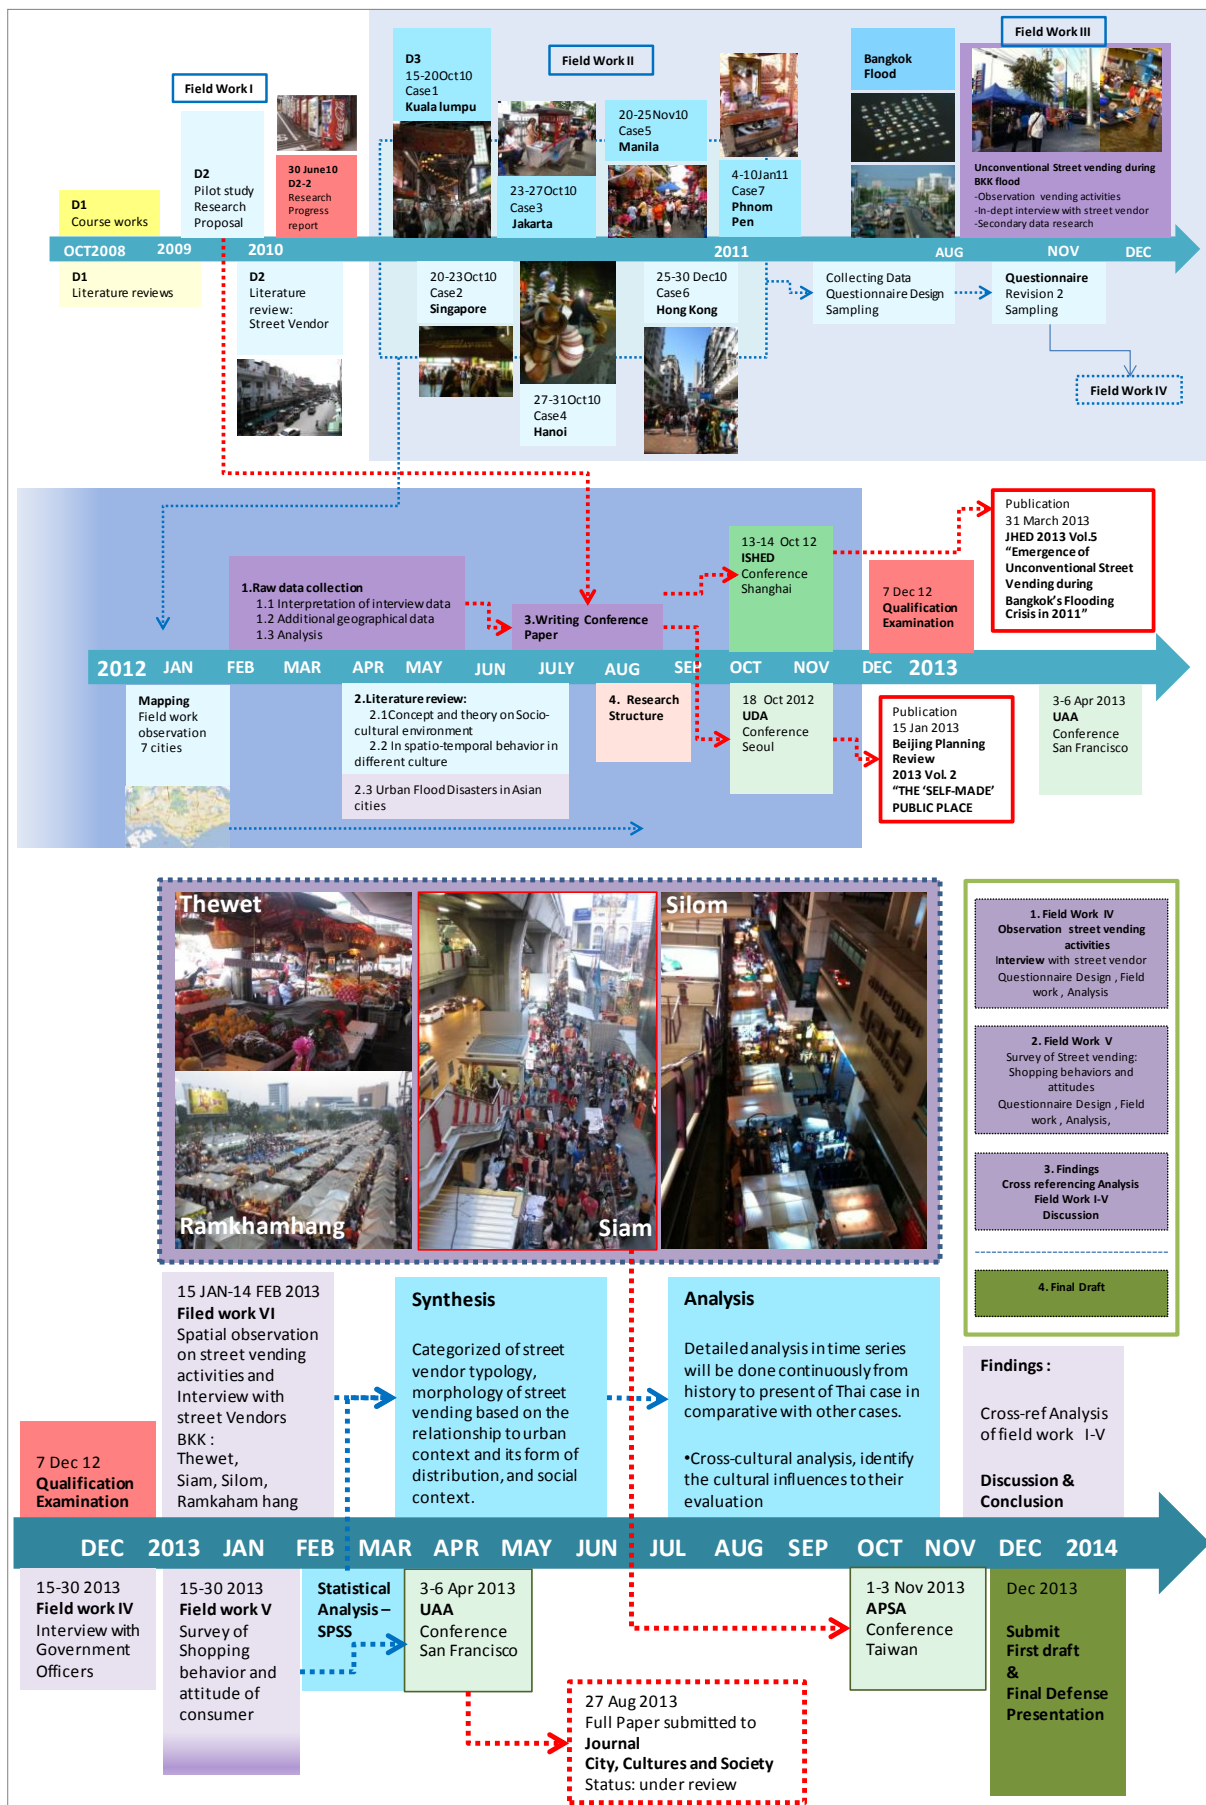 Field Work I
D3
15-20Oct10
Case1
Kuala lumpu
Field Work II
Bangkok
Flood
Field Work III
20-25Nov10
Case5
Manila
D2
Pilot study
Research
Proposal
30 June10
D2-2
Research
Progress
report
23-27Oct10
Case3
Jakarta
4-10Jan11
Case7
Phnom
Pen
Unconventional Street vending during
BKK flood
-Observation vending activities
-In-dept interview with street vendor
-Secondary data research
D1
Course works
OCT2008
2009
2010
2011
AUG
NOV
DEC
D1
Literature reviews
D2
Literature
review:
Street Vendor
20-23Oct10
Case2
Singapore
25-30 Dec10
Case6
Hong Kong
Collecting Data
Questionnaire Design
Sampling
Questionnaire
Revision 2
Sampling
27-31Oct10
Case4
Hanoi
Field Work IV
1.Raw data collection
1.1 Interpretation of interview data
1.2 Additional geographical data
1.3 Analysis
3.Writing Conference
Paper
13-14 Oct 12
ISHED
Conference
Shanghai
7 Dec 12
Qualification
Examination
Publication
31 March 2013
JHED 2013 Vol.5
“Emergence of
Unconventional Street
Vending during
Bangkok’s Flooding
Crisis in 2011”
2012
JAN
FEB
MAR
APR
MAY
JUN
JULY
AUG
SEP
OCT
NOV
DEC
2013
Mapping
Field work
observation
7 cities
2.Literature review:
2.1Concept and theory on Socio-
cultural environment
2.2 In spatio-temporal behavior in
different culture
2.3 Urban Flood Disasters in Asian
cities
4. Research
Structure
18 Oct 2012
UDA
Conference
Seoul
Publication
15 Jan 2013
Beijing Planning
Review
2013 Vol. 2
“THE ‘SELF-MADE’
PUBLIC PLACE
3-6 Apr 2013
UAA
Conference
San Francisco
Thewet
Silom
Ramkhamhang
Siam
1. Field Work IV
Observation street vending
activities
Interview with street vendor
Questionnaire Design , Field
work , Analysis
2. Field Work V
Survey of Street vending:
Shopping behaviors and
attitudes
Questionnaire Design , Field
work , Analysis,
3. Findings
Cross referencing Analysis
Field Work I-V
Discussion
4. Final Draft
7 Dec 12
Qualification
Examination
15 JAN-14 FEB 2013
Filed work VI
Spatial observation
on street vending
activities and
Interview with
street Vendors
BKK :
Thewet,
Siam, Silom,
Ramkaham hang
Synthesis
Categorized of street
vendor typology,
morphology of street
vending based on the
relationship to urban
context and its form of
distribution, and social
context.
Analysis
Detailed analysis in time series
will be done continuously from
history to present of Thai case in
comparative with other cases.
•Cross-cultural analysis, identify
the cultural influences to their
evaluation
Findings :
Cross-ref Analysis
of field work I-V
Discussion &
Conclusion
DEC
2013
JAN
FEB
MAR
APR
MAY
JUN
JUL
AUG
SEP
OCT
NOV
DEC
2014
15-30 2013
Field work IV
Interview with
Government
Officers
15-30 2013
Field work V
Survey of
Shopping
behavior and
attitude of
consumer
Statistical
Analysis –
SPSS
3-6 Apr 2013
UAA
Conference
San Francisco
1-3 Nov 2013
APSA
Conference
Taiwan
Dec 2013
Submit
First draft
&
Final Defense
Presentation
27 Aug 2013
Full Paper submitted to
Journal
City, Cultures and Society
Status: under review